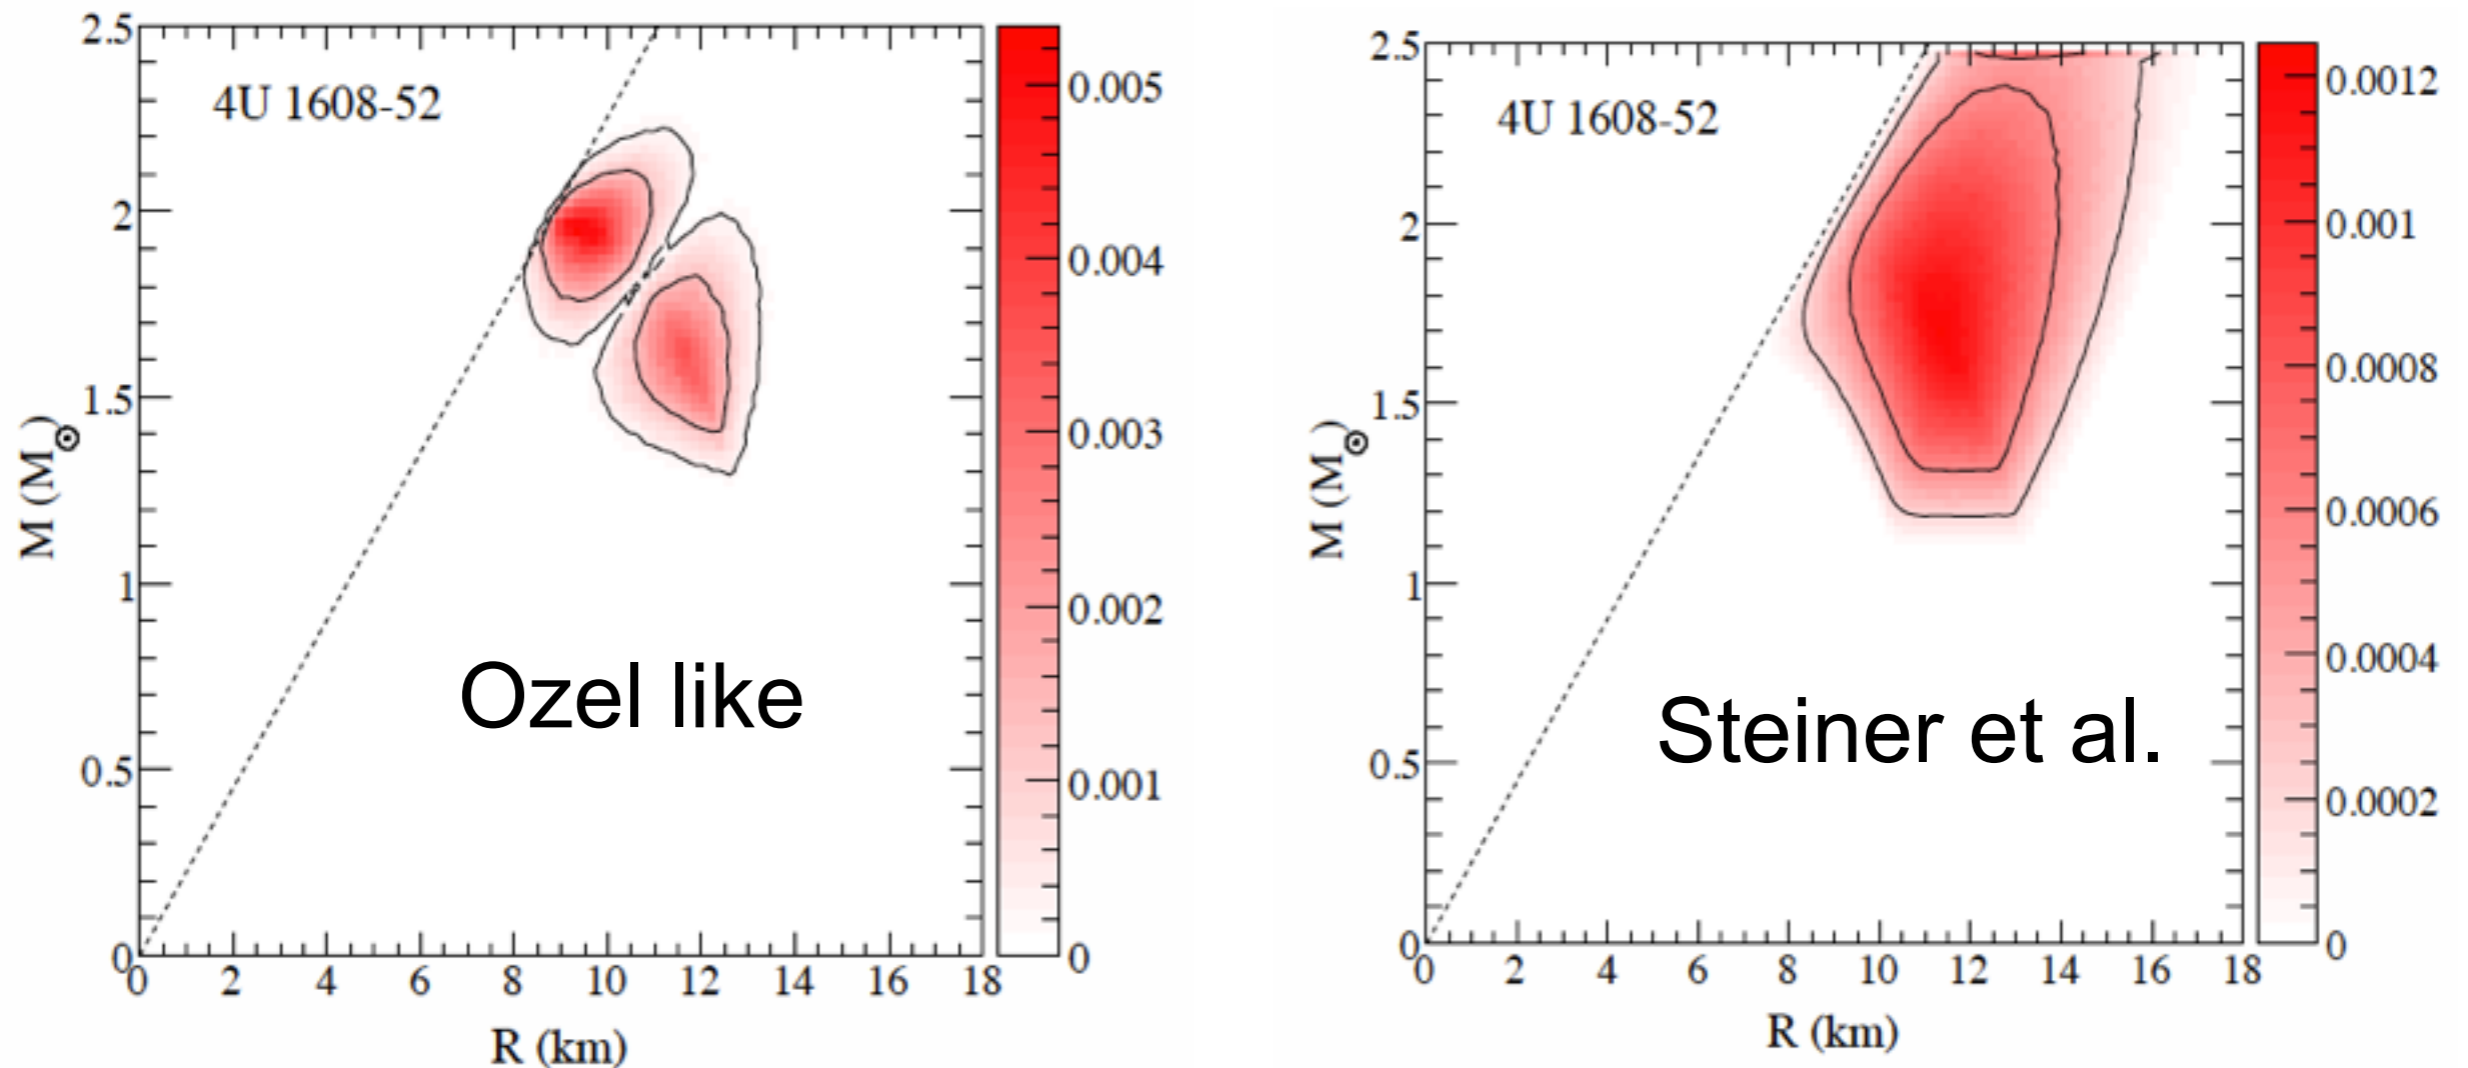 2.5
2
1.5
1
0.5
0
M (M⊙)
4U 1608-52
Ozel like
0 2 4 6 8 10 12 14 16 18
R (km)
0.005
0.004
0.003
0.002
0.001
0
2.5
2
1.5
1
0.5
0
M (M⊙)
4U 1608-52
Steiner et al.
0 2 4 6 8 10 12 14 16 18
R (km)
0.0012
0.001
0.0008
0.0006
0.0004
0.0002
0